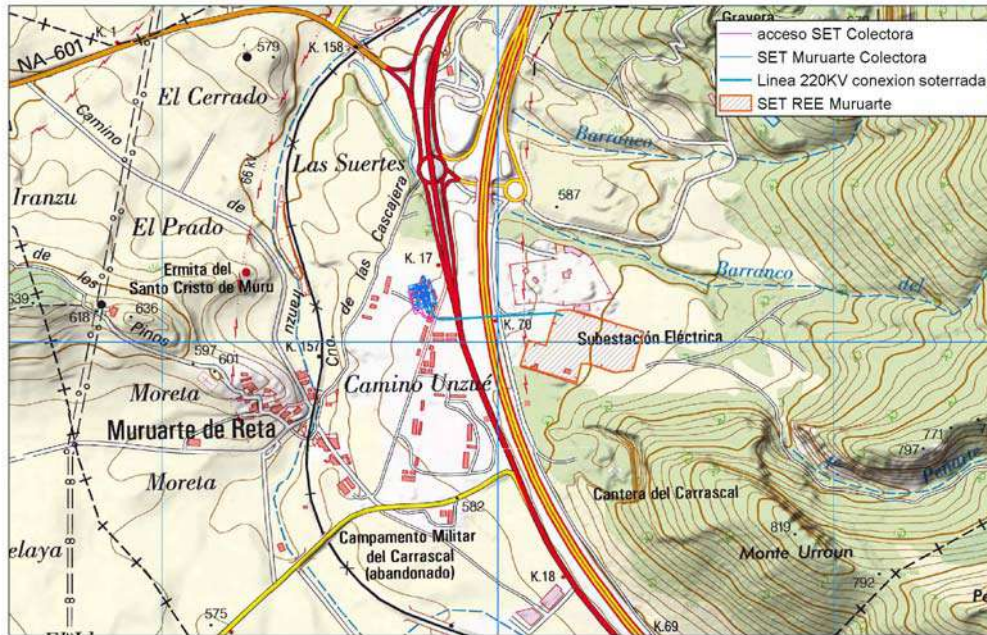 NA-601
K. 1
579
K. 158
Gravera
acceso SET Colectora
SET Muruarte Colectora
Linea 220KV conexion soterrada
SET REE Muruarte
El Cerrado
Camino
de
Iranzu
66 kV
Las Suertes
Barranco
Iranzu
El Prado
Cascajera
587
Ermita del
Santo Cristo de Muru
K. 17
Barranco
del
de
los
639
618
636
Pinos
Unzué
de las
597
601
K. 157
Cno.
K. 70
Subestación Eléctrica
Moreta
Camino Unzué
Muruarte de Reta
771
797
Moreta
Cantera del Carrascal
582
819
Campamento Militar
del Carrascal
(abandonado)
Monte Urraun
elaya
792
K.18
575
K.69